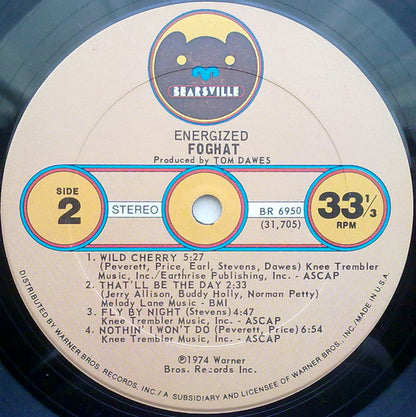 BEARSVILLE
ENERGIZED
FOGHAT
Produced by TOM DAWES
SIDE
2
STEREO
BR 6950
(31,705)
33 1/3
RPM
1. WILD CHERRY 5:27
(Peverett, Price, Earl, Stevens, Dawes) Knee Trembler
Music, Inc./Earthrise Publishing, Inc. - ASCAP
2. THAT'LL BE THE DAY 2:33
(Jerry Allison, Buddy Holly, Norman Petty)
Melody Lane Music - BMI
3. FLY BY NIGHT (Stevens) 4:47
Knee Trembler Music, Inc. - ASCAP
4. NOTHIN' I WON'T DO (Peverett, Price) 6:54
Knee Trembler Music, Inc. - ASCAP
℗1974 Warner
Bros. Records Inc.
DISTRIBUTED BY WARNER BROS. RECORDS, INC./ A SUBSIDIARY AND LICENSEE OF WARNER BROS. INC./ MADE IN U.S.A.